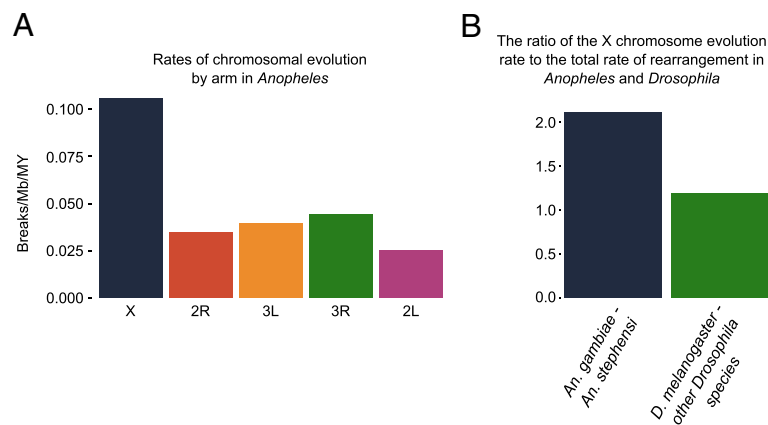 A
Rates of chromosomal evolution
by arm in Anopheles
Breaks/Mb/MY
0.100
0.075
0.050
0.025
0.000
X 2R 3L 3R 2L
B
The ratio of the X chromosome evolution
rate to the total rate of rearrangement in
Anopheles and Drosophila
2.0
1.5
1.0
0.5
0.0
An. gambiae -
An. stephensi
D. melanogaster -
other Drosophila
species